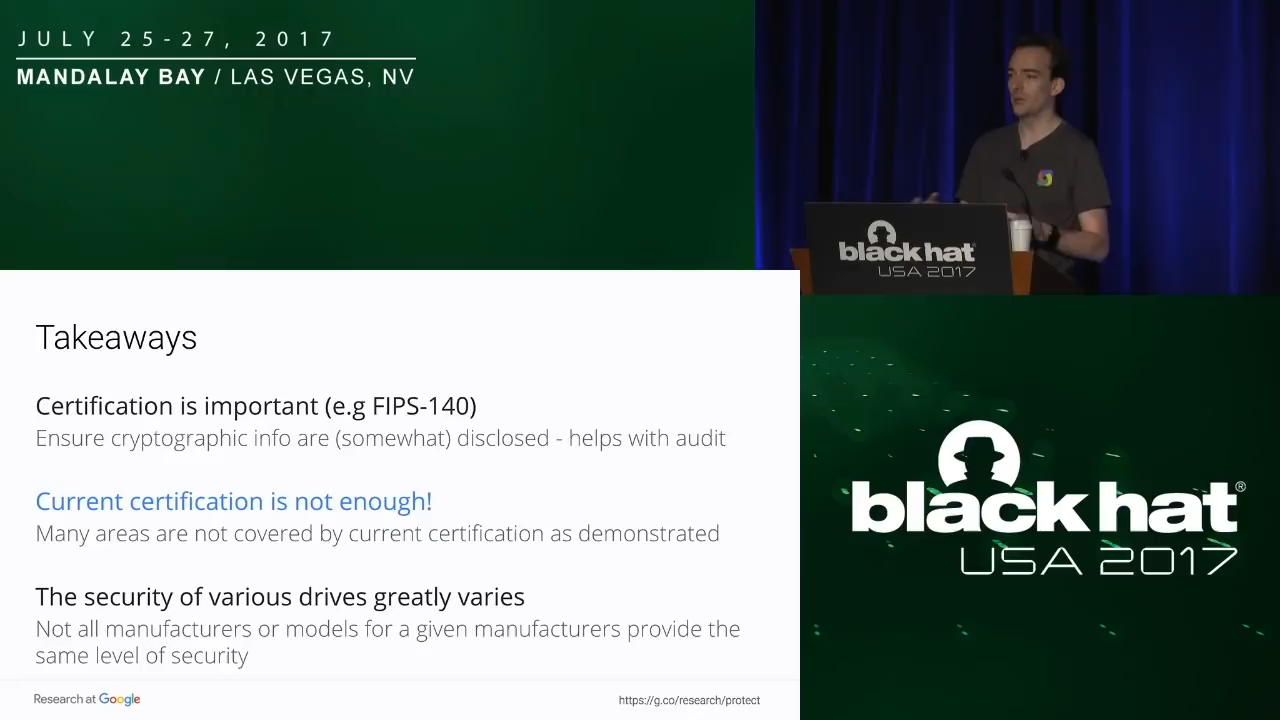 JULY 25-27, 2017
MANDALAY BAY / LAS VEGAS, NV
black hat
USA 2017
Takeaways
Certification is important (e.g FIPS-140)
Ensure cryptographic info are (somewhat) disclosed - helps with audit
Current certification is not enough!
Many areas are not covered by current certification as demonstrated
The security of various drives greatly varies
Not all manufacturers or models for a given manufacturers provide the
same level of security
Research at Google
https://g.co/research/protect
black hat®
USA 2017